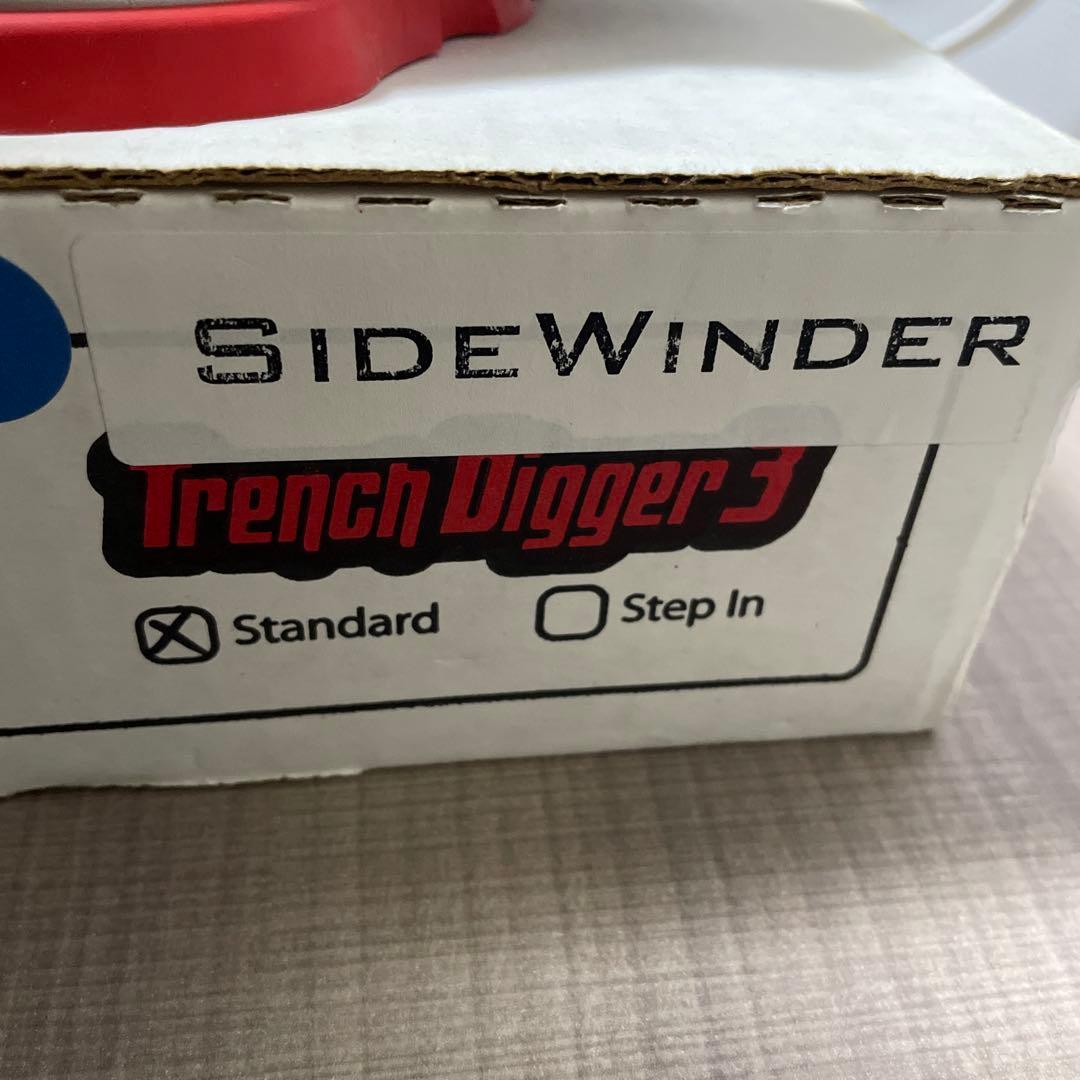 SIDEWINDER
Trench Digger 3
Standard Step In